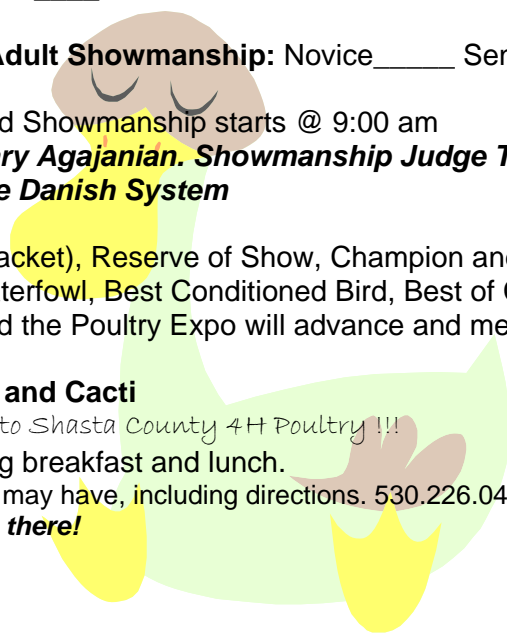 ____
Adult Showmanship: Novice_____ Sen
d Showmanship starts @ 9:00 am
ry Agajanian. Showmanship Judge T
e Danish System
acket), Reserve of Show, Champion and
terfowl, Best Conditioned Bird, Best of
d the Poultry Expo will advance and me
and Cacti
to Shasta County 4H Poultry !!!
g breakfast and lunch.
may have, including directions. 530.226.04
there!